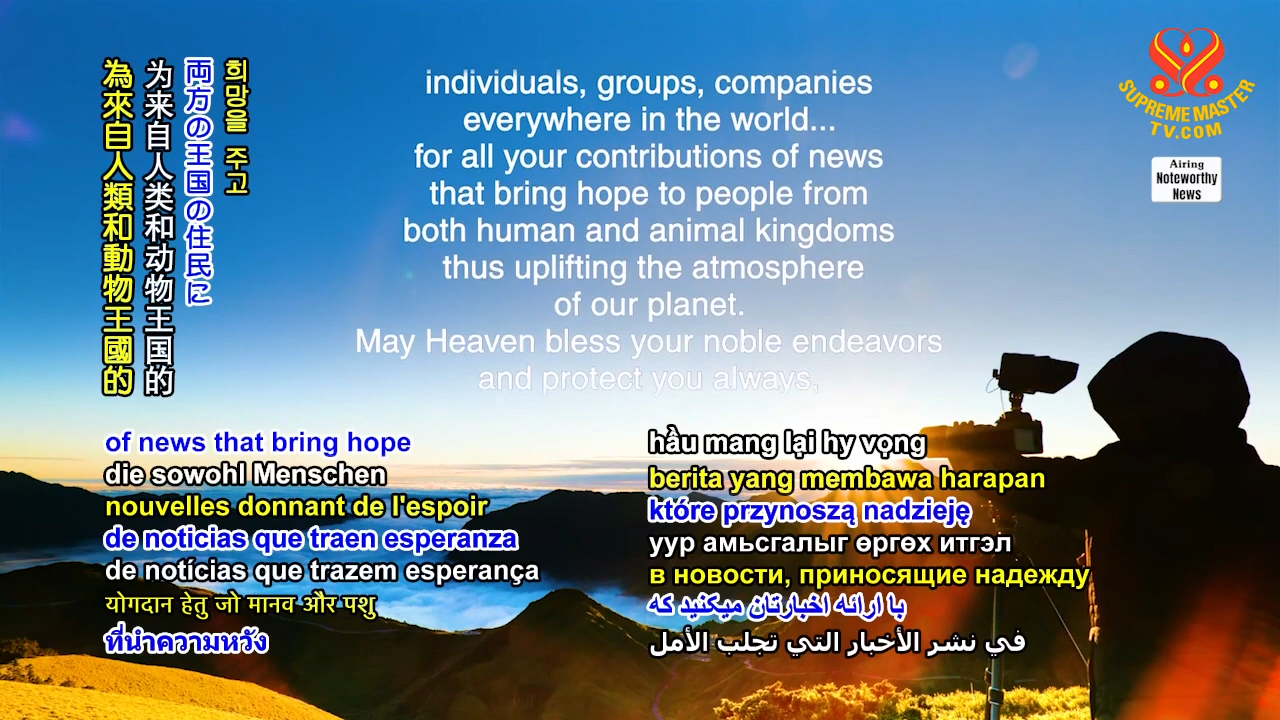 為來自人類和動物王國的
为来自人类和动物王国的
両方の王国の住民に
희망을 주고
individuals, groups, companies
everywhere in the world...
for all your contributions of news
that bring hope to people from
both human and animal kingdoms
thus uplifting the atmosphere
of our planet.
May Heaven bless your noble endeavors
and protect you always,
SUPREME MASTER
TV.COM
Airing
Noteworthy
News
of news that bring hope
die sowohl Menschen
nouvelles donnant de l'espoir
de noticias que traen esperanza
de notícias que trazem esperança
योगदान हेतु जो मानव और पशु
ที่นำความหวัง
hầu mang lại hy vọng
berita yang membawa harapan
które przynoszą nadzieję
уур амьсгалыг өргөх итгэл
в новости, приносящие надежду
با ارائه اخبارتان میکنید که
في نشر الأخبار التي تجلب الأمل